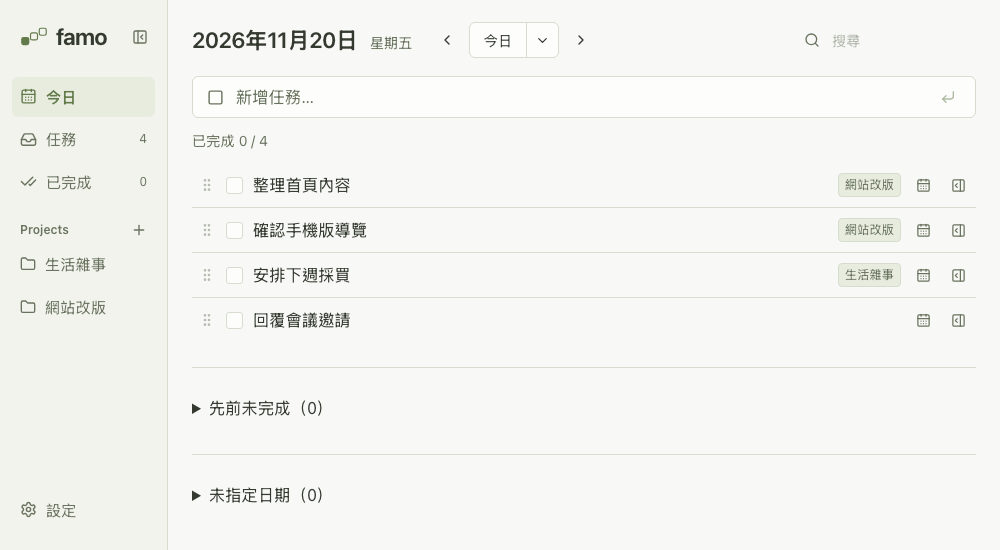 famo
今日
任務 4
已完成 0
Projects
生活雜事
網站改版
設定
2026年11月20日 星期五
今日
搜尋
新增任務...
已完成 0 / 4
整理首頁內容 網站改版
確認手機版導覽 網站改版
安排下週採買 生活雜事
回覆會議邀請
先前未完成（0）
未指定日期（0）